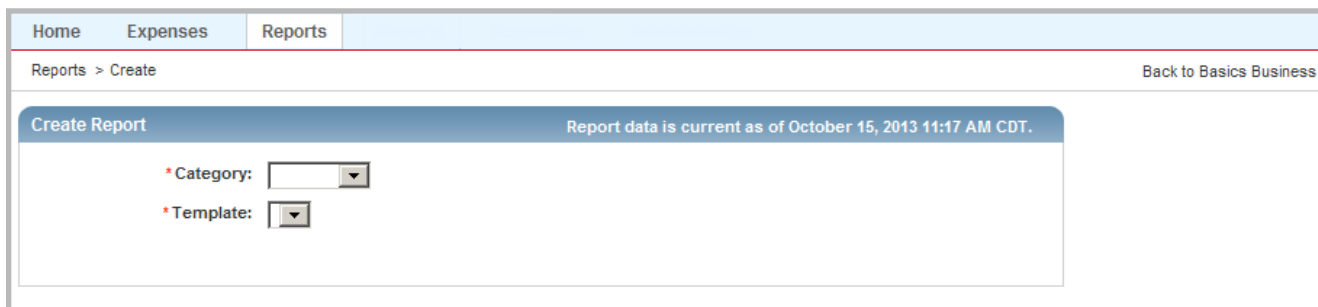 Home Expenses Reports
Reports > Create Back to Basics Business
Create Report Report data is current as of October 15, 2013 11:17 AM CDT.
*Category:
*Template: